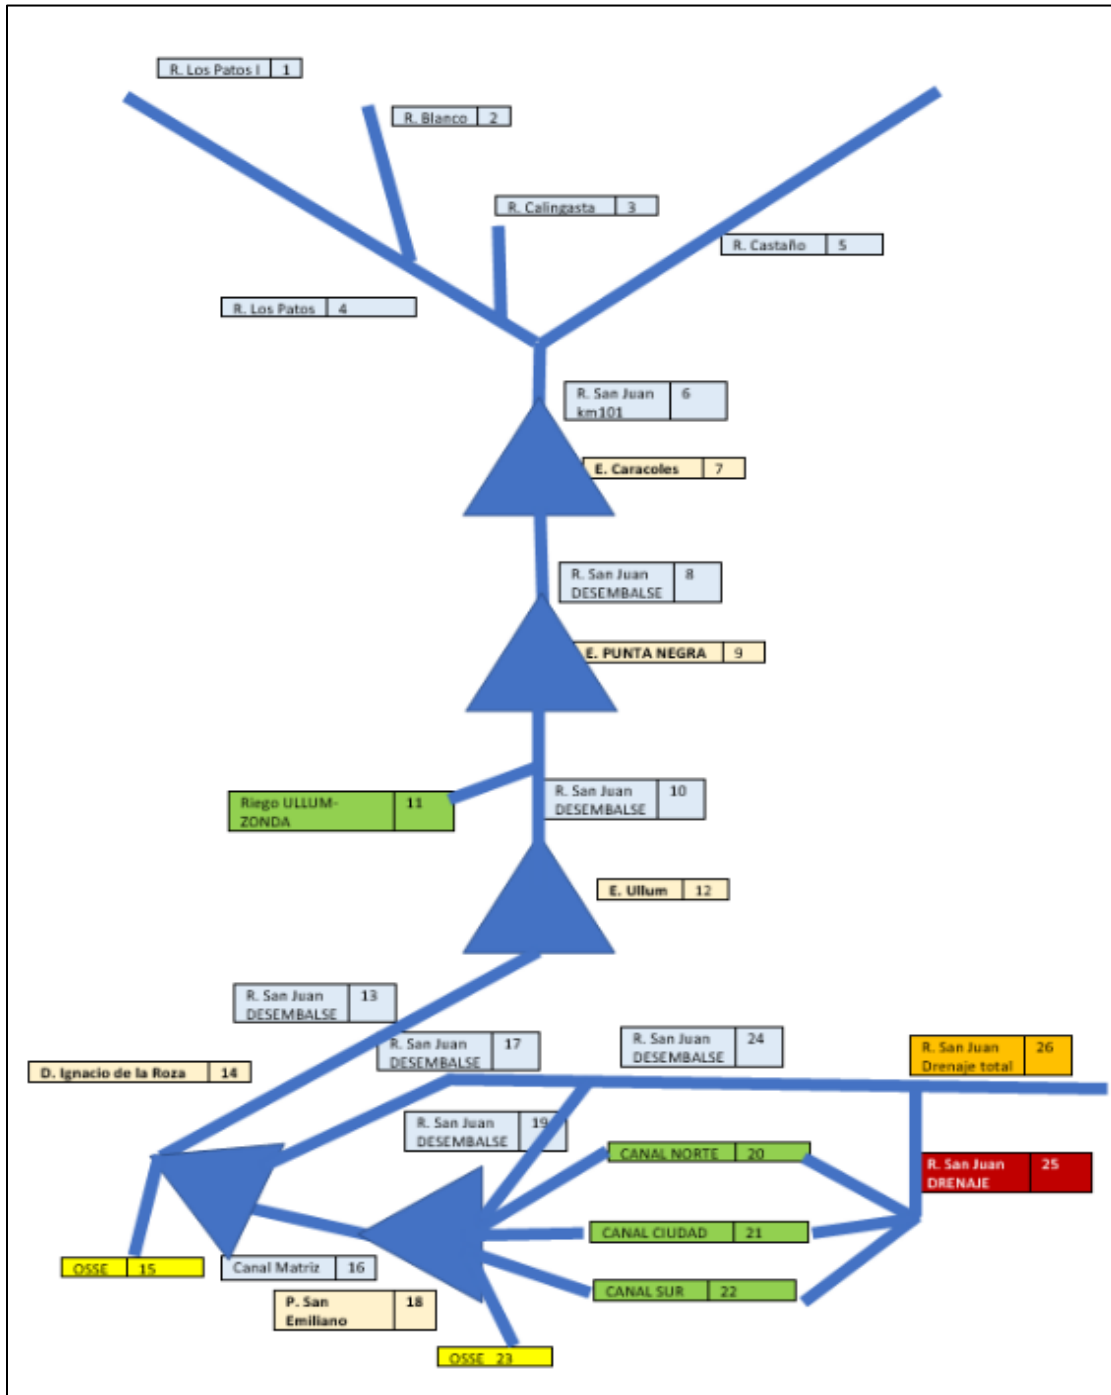 R. Los Patos I 1
R. Blanco 2
R. Calingasta 3
R. Castaño 5
R. Los Patos 4
R. San Juan 6
km101
E. Caracoles 7
R. San Juan 8
DESEMBALSE
E. PUNTA NEGRA 9
R. San Juan 10
DESEMBALSE
Riego ULLUM- 11
ZONDA
E. Ullum 12
R. San Juan 13
DESEMBALSE
R. San Juan 17
DESEMBALSE
R. San Juan 24
DESEMBALSE
R. San Juan 26
Drenaje total
D. Ignacio de la Roza 14
R. San Juan 19
DESEMBALSE
CANAL NORTE 20
R. San Juan 25
DRENAJE
CANAL CIUDAD 21
OSSE 15
Canal Matriz 16
CANAL SUR 22
P. San 18
Emiliano
OSSE 23